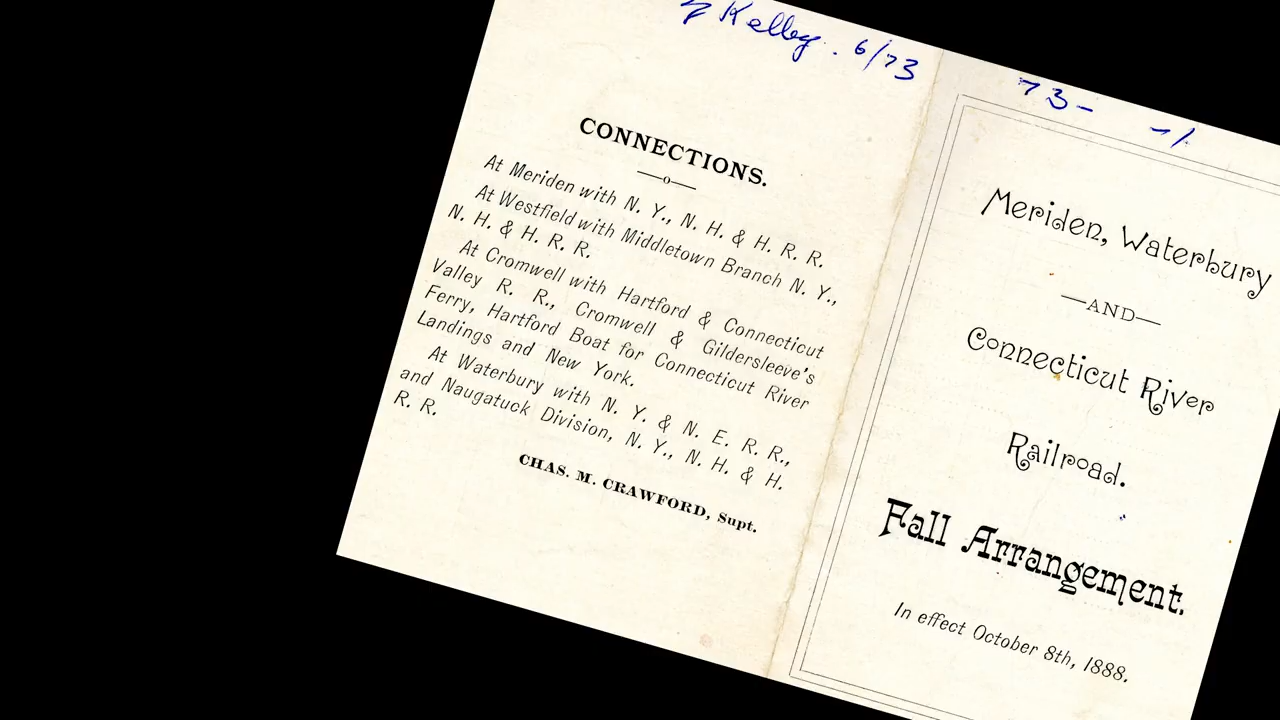 Kelby. 6/73
CONNECTIONS.
At Meriden with N. Y., N. H. & H. R. R.
At Westfield with Middletown Branch N. Y.,
N. H. & H. R. R.
At Cromwell with Hartford & Connecticut
Valley R. R., Cromwell & Gildersleeve's
Ferry, Hartford Boat for Connecticut River
Landings and New York.
At Waterbury with N. Y. & N. E. R. R.,
and Naugatuck Division, N. Y., N. H. & H.
R. R.
CHAS. M. CRAWFORD, Supt.
73-
Meriden, Waterbury
—AND—
Connecticut River
Railroad.
Fall Arrangement.
In effect October 8th, 1888.